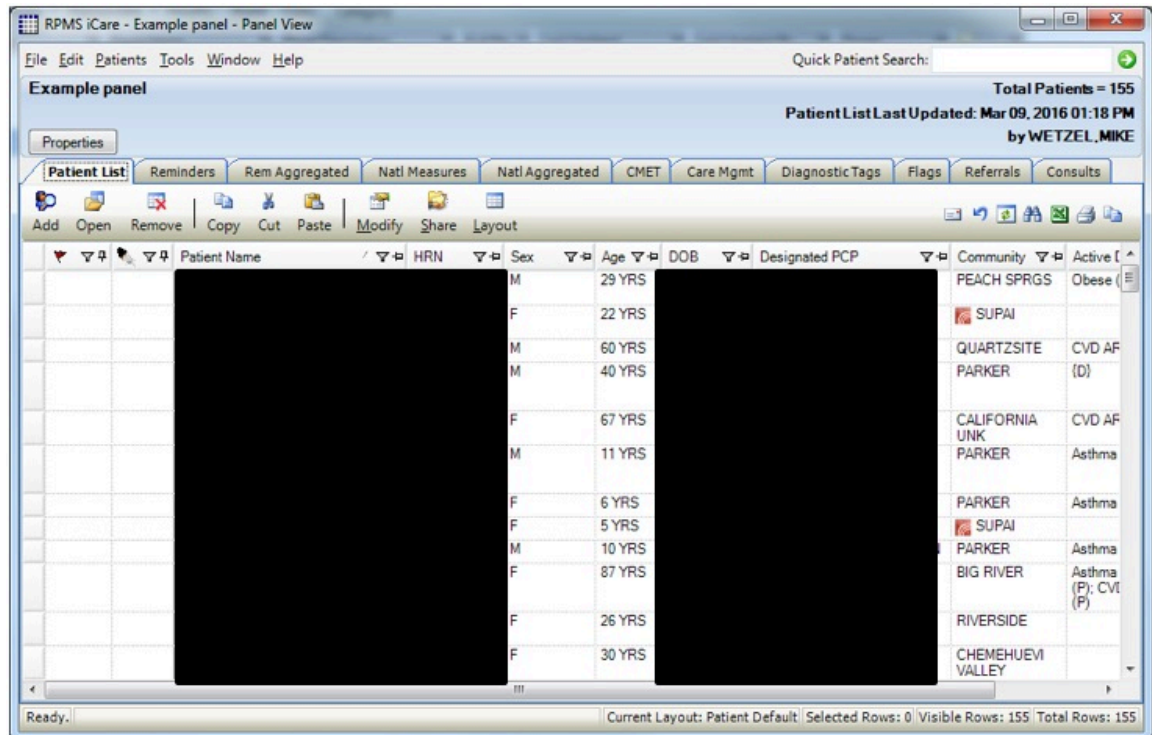 RPMS iCare - Example panel - Panel View
File Edit Patients Tools Window Help Quick Patient Search:
Example panel Total Patients = 155
Patient List Last Updated: Mar 09, 2016 01:18 PM
Properties by WETZEL,MIKE
Patient List Reminders Rem Aggregated Natl Measures Natl Aggregated CMET Care Mgmt Diagnostic Tags Flags Referrals Consults
Add Open Remove Copy Cut Paste Modify Share Layout
Patient Name HRN Sex Age DOB Designated PCP Community Active
M 29 YRS PEACH SPRGS Obese (
F 22 YRS SUPAI
M 60 YRS QUARTZSITE CVD AR
M 40 YRS PARKER {D}
F 67 YRS CALIFORNIA CVD AR
UNK
M 11 YRS PARKER Asthma
F 6 YRS PARKER Asthma
F 5 YRS SUPAI
M 10 YRS PARKER Asthma
F 87 YRS BIG RIVER Asthma
(P); CVD
(P)
F 26 YRS RIVERSIDE
F 30 YRS CHEMEHUEVI
VALLEY
Ready. Current Layout: Patient Default Selected Rows: 0 Visible Rows: 155 Total Rows: 155